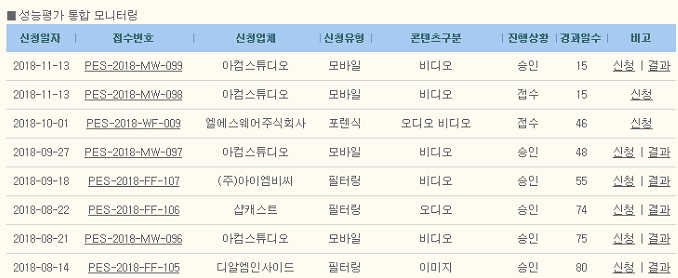 ■ 성능평가 통합 모니터링
신청일자 | 접수번호 | 신청업체 | 신청유형 | 콘텐츠구분 | 진행상황 | 경과일수 | 비고
2018-11-13 PES-2018-MW-099 아컴스튜디오 모바일 비디오 승인 15 신청 | 결과
2018-11-13 PES-2018-MW-098 아컴스튜디오 모바일 비디오 접수 15 신청
2018-10-01 PES-2018-WF-009 엘에스웨어주식회사 포렌식 오디오 비디오 접수 46 신청
2018-09-27 PES-2018-MW-097 아컴스튜디오 모바일 비디오 승인 48 신청 | 결과
2018-09-18 PES-2018-FF-107 (주)아이엠비씨 필터링 비디오 승인 55 신청 | 결과
2018-08-22 PES-2018-FF-106 샵캐스트 필터링 오디오 승인 74 신청 | 결과
2018-08-21 PES-2018-MW-096 아컴스튜디오 모바일 비디오 승인 75 신청 | 결과
2018-08-14 PES-2018-FF-105 디알엠인사이드 필터링 이미지 승인 80 신청 | 결과